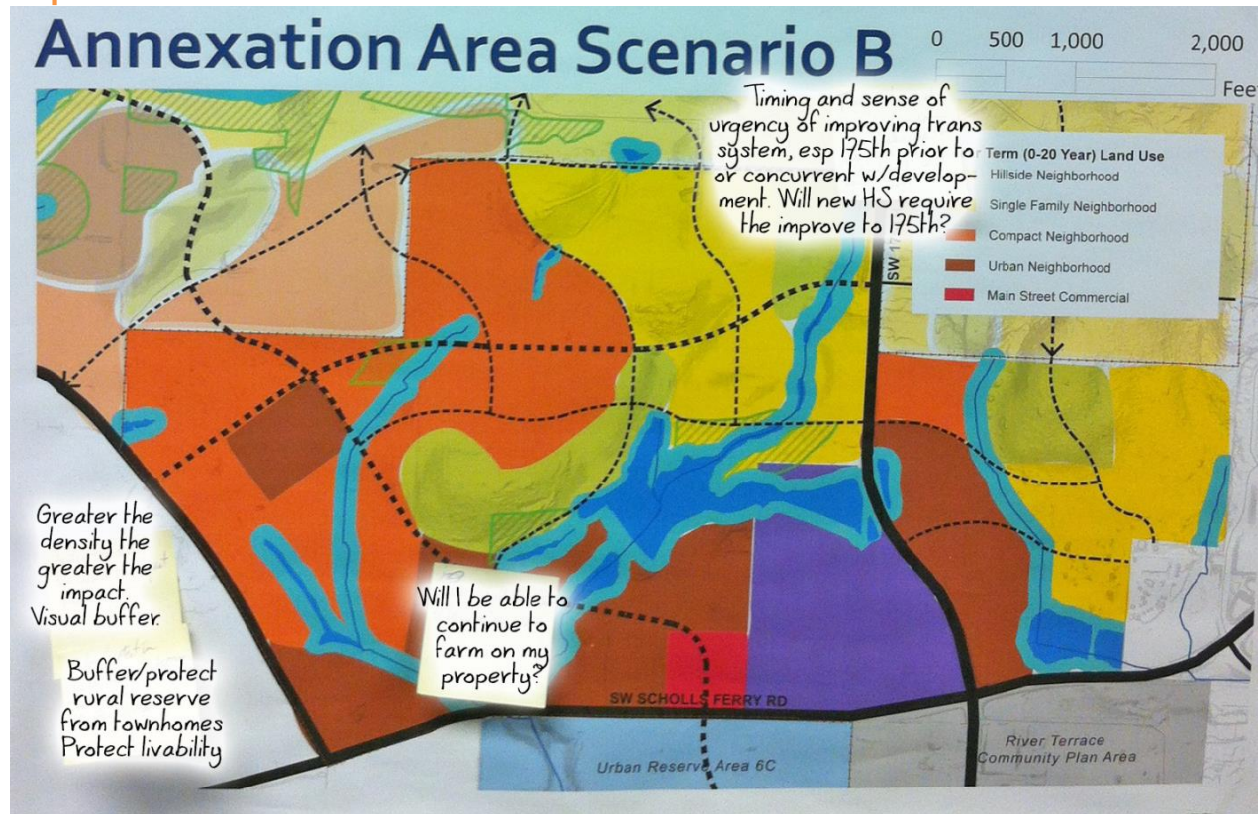 Annexation Area Scenario B
0 500 1,000 2,000
Feet
Timing and sense of
urgency of improving trans
system, esp 175th prior to
or concurrent w/develop-
ment. Will new HS require
the improve to 175th?
Term (0-20 Year) Land Use
Hillside Neighborhood
Single Family Neighborhood
Compact Neighborhood
Urban Neighborhood
Main Street Commercial
SW 17
Greater the
density the
greater the
impact.
Visual buffer.
Will I be able to
continue to
farm on my
property?
Buffer/protect
rural reserve
from townhomes
Protect livability
SW SCHOLLS FERRY RD
Urban Reserve Area 6C
River Terrace
Community Plan Area